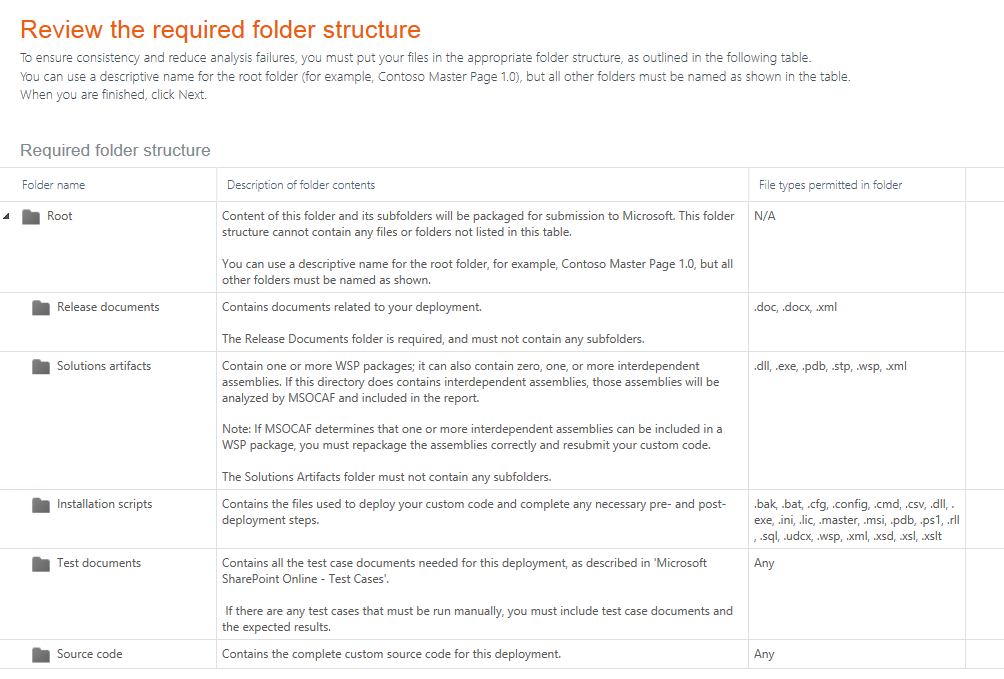 Review the required folder structure
To ensure consistency and reduce analysis failures, you must put your files in the appropriate folder structure, as outlined in the following table.
You can use a descriptive name for the root folder (for example, Contoso Master Page 1.0), but all other folders must be named as shown in the table.
When you are finished, click Next.
Required folder structure
Folder name
Description of folder contents
File types permitted in folder
Root
Content of this folder and its subfolders will be packaged for submission to Microsoft. This folder
structure cannot contain any files or folders not listed in this table.
You can use a descriptive name for the root folder, for example, Contoso Master Page 1.0, but all
other folders must be named as shown.
N/A
Release documents
Contains documents related to your deployment.
The Release Documents folder is required, and must not contain any subfolders.
.doc, .docx, .xml
Solutions artifacts
Contain one or more WSP packages; it can also contain zero, one, or more interdependent
assemblies. If this directory does contains interdependent assemblies, those assemblies will be
analyzed by MSOCAF and included in the report.
Note: If MSOCAF determines that one or more interdependent assemblies can be included in a
WSP package, you must repackage the assemblies correctly and resubmit your custom code.
The Solutions Artifacts folder must not contain any subfolders.
.dll, .exe, .pdb, .stp, .wsp, .xml
Installation scripts
Contains the files used to deploy your custom code and complete any necessary pre- and post-
deployment steps.
.bak, .bat, .cfg, .config, .cmd, .csv, .dll, .
exe, .ini, .lic, .master, .msi, .pdb, .ps1, .rll
, .sql, .udcx, .wsp, .xml, .xsd, .xsl, .xslt
Test documents
Contains all the test case documents needed for this deployment, as described in 'Microsoft
SharePoint Online - Test Cases'.
If there are any test cases that must be run manually, you must include test case documents and
the expected results.
Any
Source code
Contains the complete custom source code for this deployment.
Any